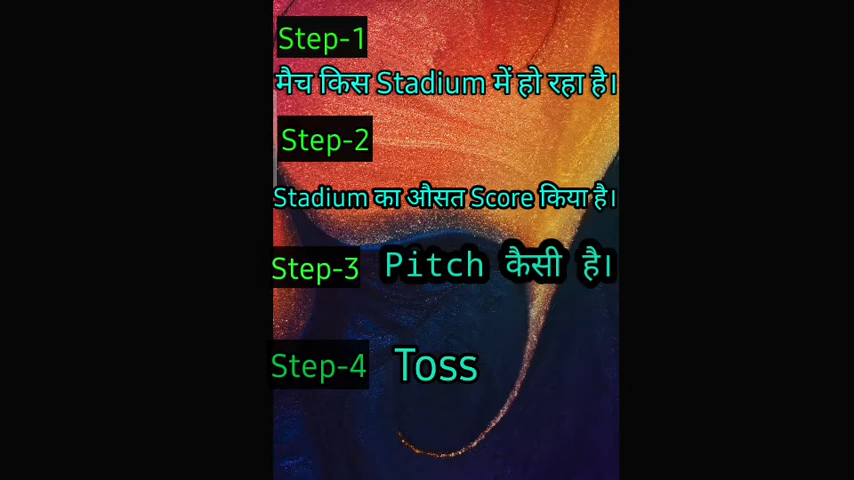 Step-1
मैच किस Stadium में हो रहा है।
Step-2
Stadium का औसत Score किया है।
Step-3 Pitch कैसी है।
Step-4 Toss